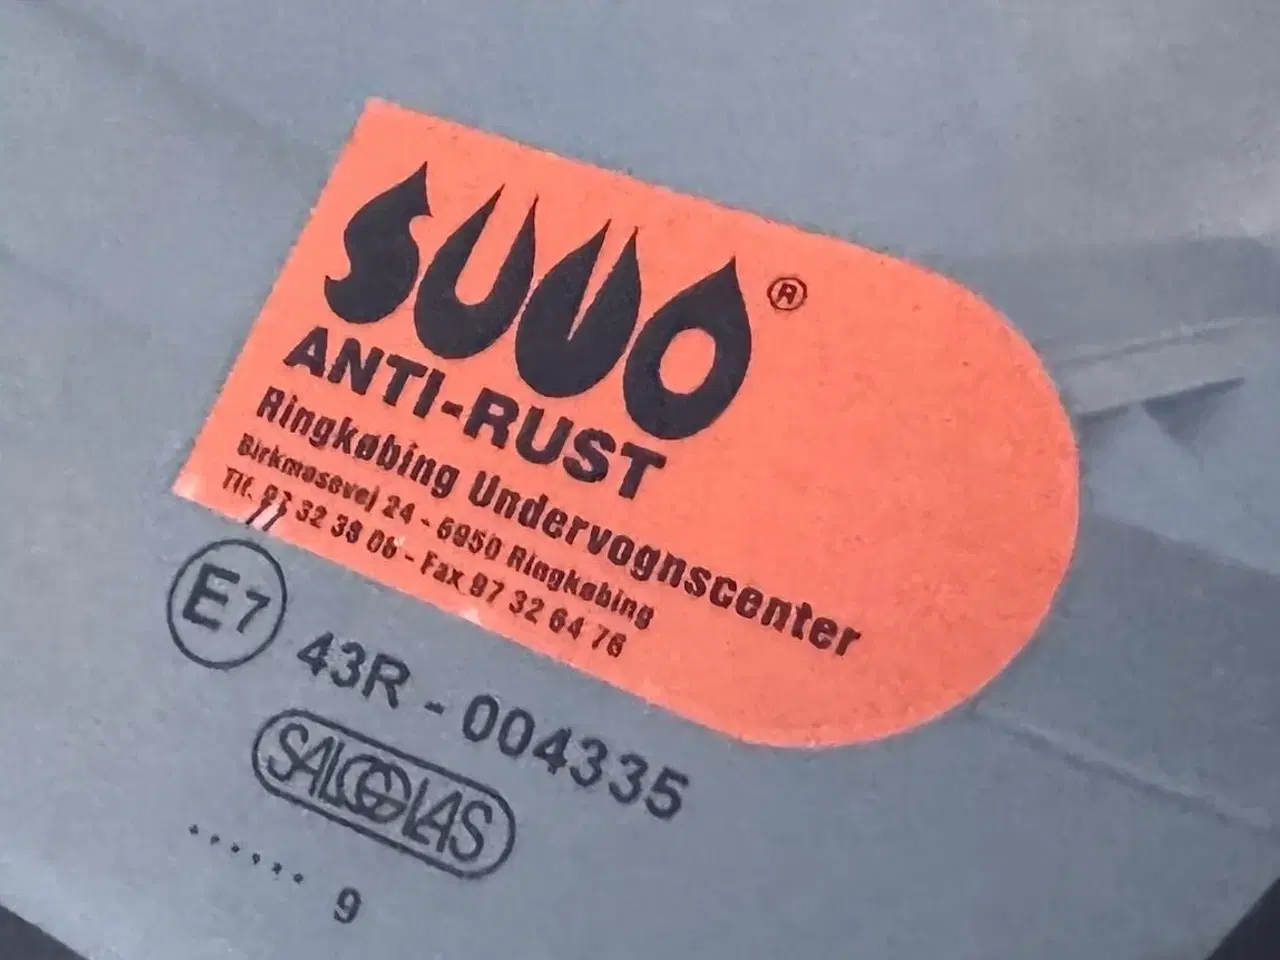 SUVO®
ANTI-RUST
Ringkøbing Undervognscenter
Birkmosevej 24 - 6950 Ringkøbing
Tlf. 97 32 38 06 - Fax 97 32 64 76
E7 43R - 004335
SALGGLAS
...... 9